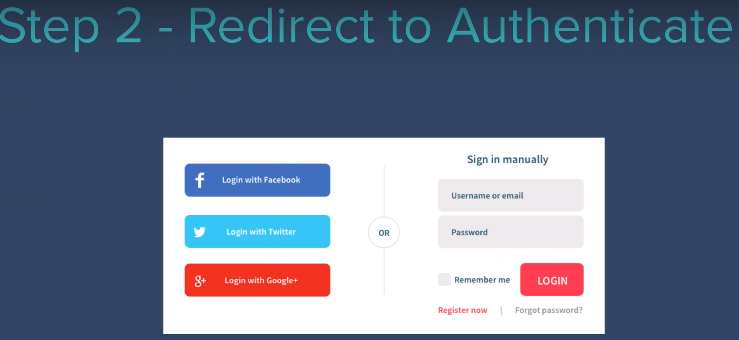 Step 2 - Redirect to Authenticate
Login with Facebook
Login with Twitter
Login with Google+
OR
Sign in manually
Username or email
Password
Remember me
LOGIN
Register now | Forgot password?